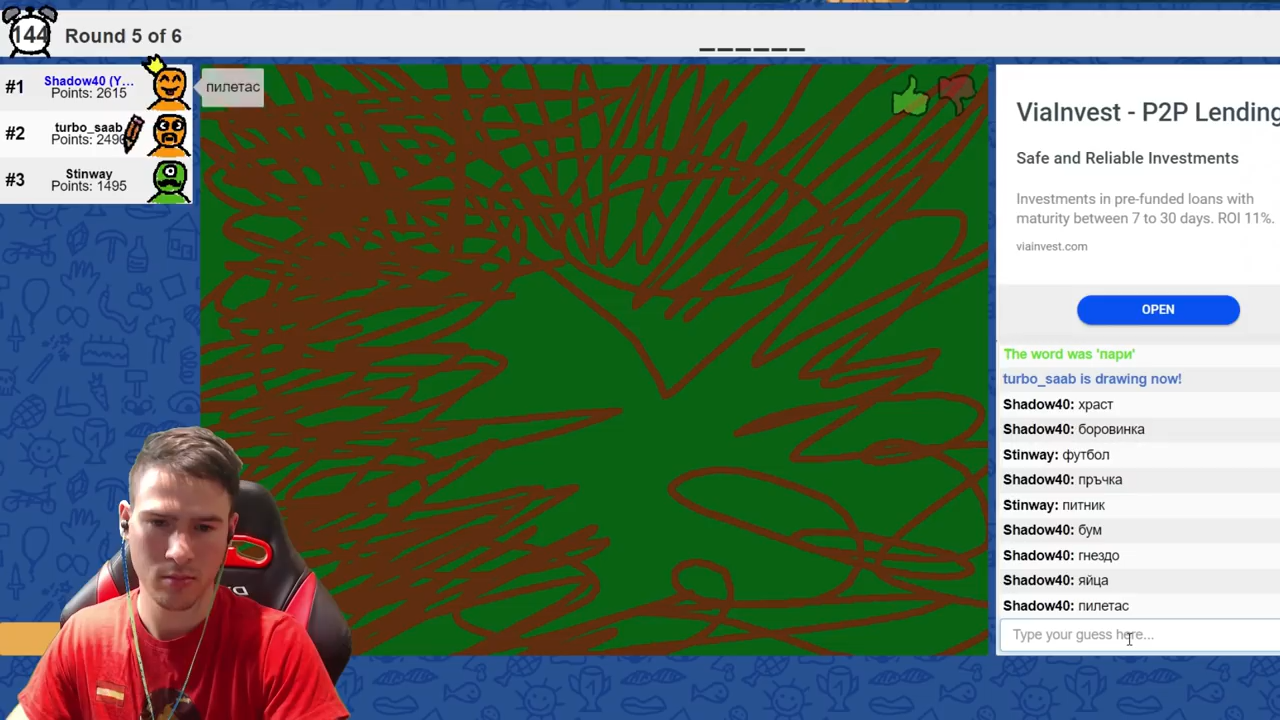 144
Round 5 of 6
______
#1
Shadow40 (Y...
Points: 2615
пилетас
#2
turbo_saab
Points: 2490
#3
Stinway
Points: 1495
ViaInvest - P2P Lending
Safe and Reliable Investments
Investments in pre-funded loans with
maturity between 7 to 30 days. ROI 11%.
viainvest.com
OPEN
The word was 'пари'
turbo_saab is drawing now!
Shadow40: храст
Shadow40: боровинка
Stinway: футбол
Shadow40: пръчка
Stinway: питник
Shadow40: бум
Shadow40: гнездо
Shadow40: яйца
Shadow40: пилетас
Type your guess here...